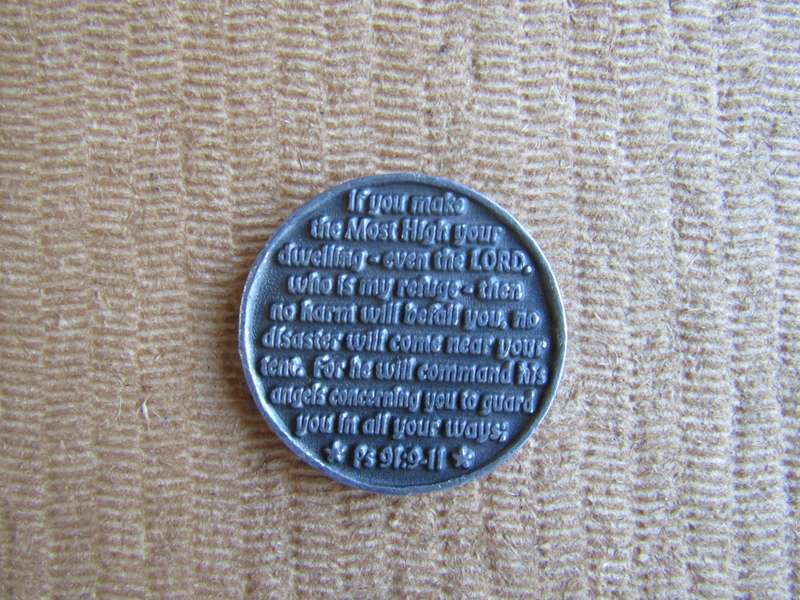 If you make
the Most High your
dwelling - even the LORD,
who is my refuge - then
no harm will befall you, no
disaster will come near your
tent. For he will command his
angels concerning you to guard
you in all your ways;
Ps 91:9-11